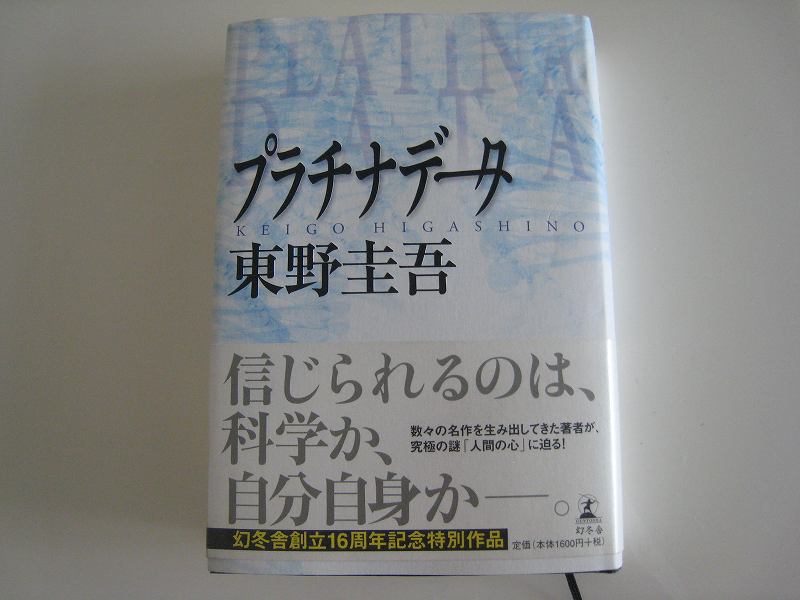 PLATINA
DATA
プラチナデータ
KEIGO HIGASHINO
東野圭吾
信じられるのは、
科学か、
自分自身か――。
数々の名作を生み出してきた著者が、
究極の謎「人間の心」に迫る!
GENTOSHA
幻冬舎
幻冬舎創立16周年記念特別作品
定価(本体1600円+税)